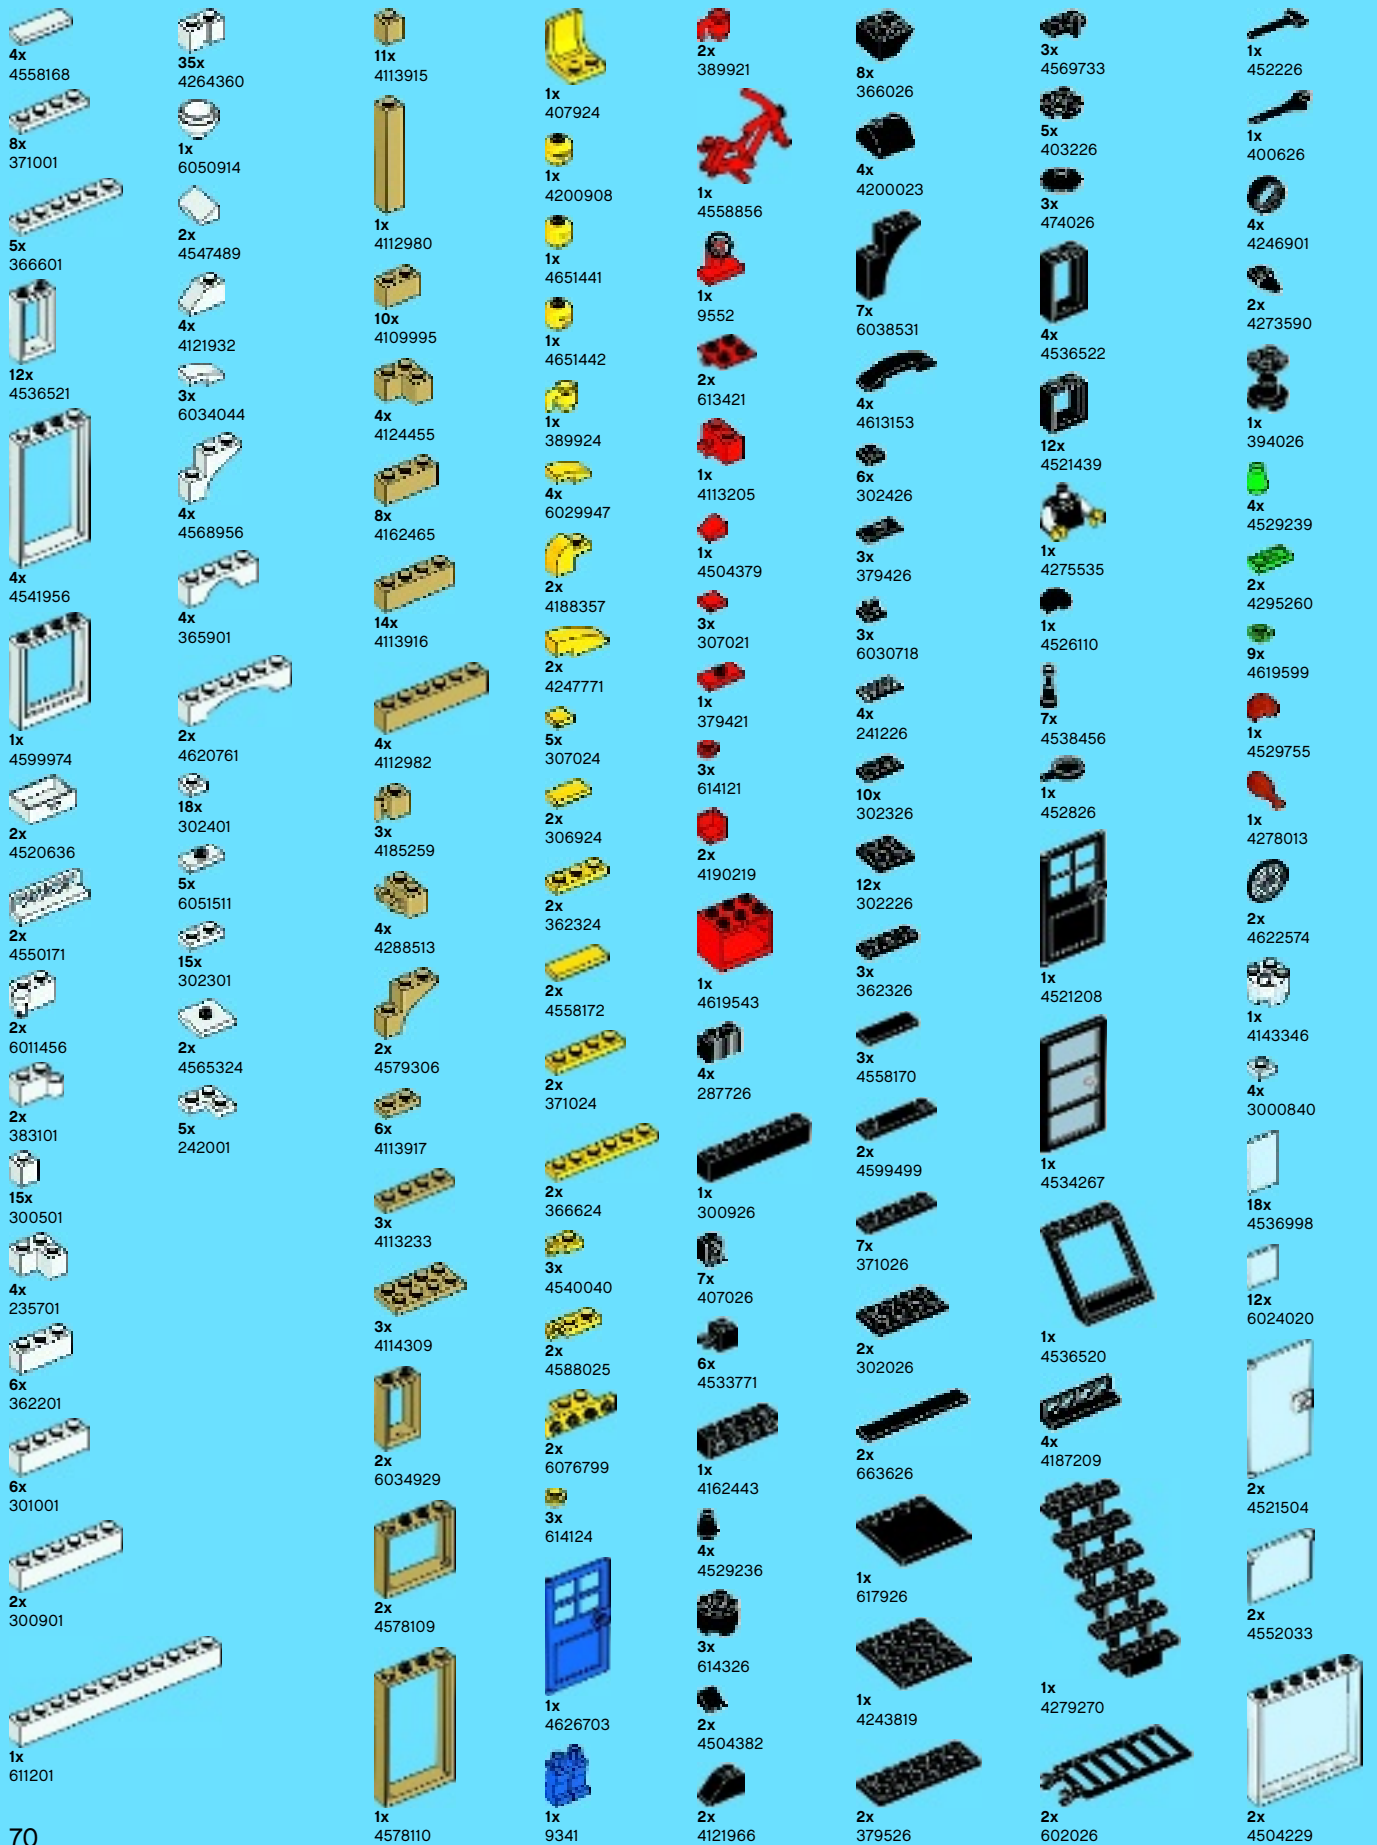 4x
4558168
8x
371001
5x
366601
12x
4536521
4x
4541956
1x
4599974
2x
4520636
2x
4550171
2x
6011456
2x
383101
15x
300501
4x
235701
6x
362201
6x
301001
2x
300901
1x
611201
70
35x
4264360
1x
6050914
2x
4547489
4x
4121932
3x
6034044
4x
4568956
4x
365901
2x
4620761
18x
302401
5x
6051511
15x
302301
2x
4565324
5x
242001
11x
4113915
1x
4112980
10x
4109995
4x
4124455
8x
4162465
14x
4113916
4x
4112982
3x
4185259
4x
4288513
2x
4579306
6x
4113917
3x
4113233
3x
4114309
2x
6034929
2x
4578109
1x
4578110
1x
407924
1x
4200908
1x
4651441
1x
4651442
1x
389924
4x
6029947
2x
4188357
2x
4247771
5x
307024
2x
306924
2x
362324
2x
4558172
2x
371024
2x
366624
3x
4540040
2x
4588025
2x
6076799
3x
614124
1x
4626703
1x
9341
2x
389921
1x
4558856
1x
9552
2x
613421
1x
4113205
1x
4504379
3x
307021
1x
379421
3x
614121
2x
4190219
1x
4619543
4x
287726
1x
300926
7x
407026
6x
4533771
1x
4162443
4x
4529236
3x
614326
2x
4504382
2x
4121966
8x
366026
4x
4200023
7x
6038531
4x
4613153
6x
302426
3x
379426
3x
6030718
4x
241226
10x
302326
12x
302226
3x
362326
3x
4558170
2x
4599499
7x
371026
2x
302026
2x
663626
1x
617926
1x
4243819
2x
379526
3x
4569733
5x
403226
3x
474026
4x
4536522
12x
4521439
1x
4275535
1x
4526110
7x
4538456
1x
452826
1x
4521208
1x
4534267
1x
4536520
4x
4187209
1x
4279270
2x
602026
1x
452226
1x
400626
4x
4246901
2x
4273590
1x
394026
4x
4529239
2x
4295260
9x
4619599
1x
4529755
1x
4278013
2x
4622574
1x
4143346
4x
3000840
18x
4536998
12x
6024020
2x
4521504
2x
4552033
2x
4504229